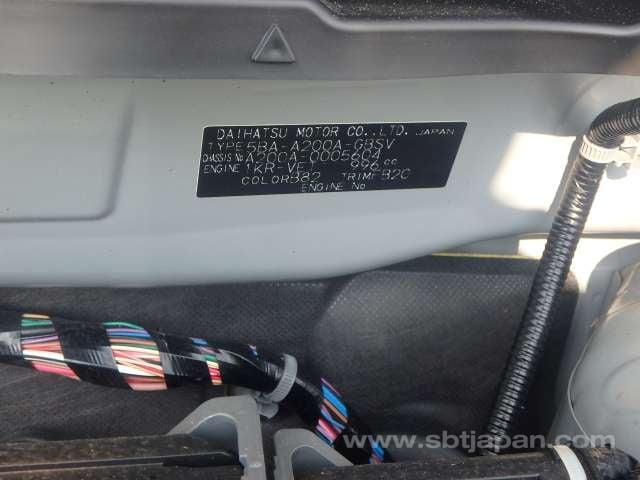 DAIHATSU MOTOR CO.,LTD. JAPAN
TYPE 5BA-A200A-GBSV
CHASSIS No A200A-0005604
ENGINE 1KR-VET 996 cc
COLOR B82 TRIM FB20
ENGINE No
www.sbtjapan.com